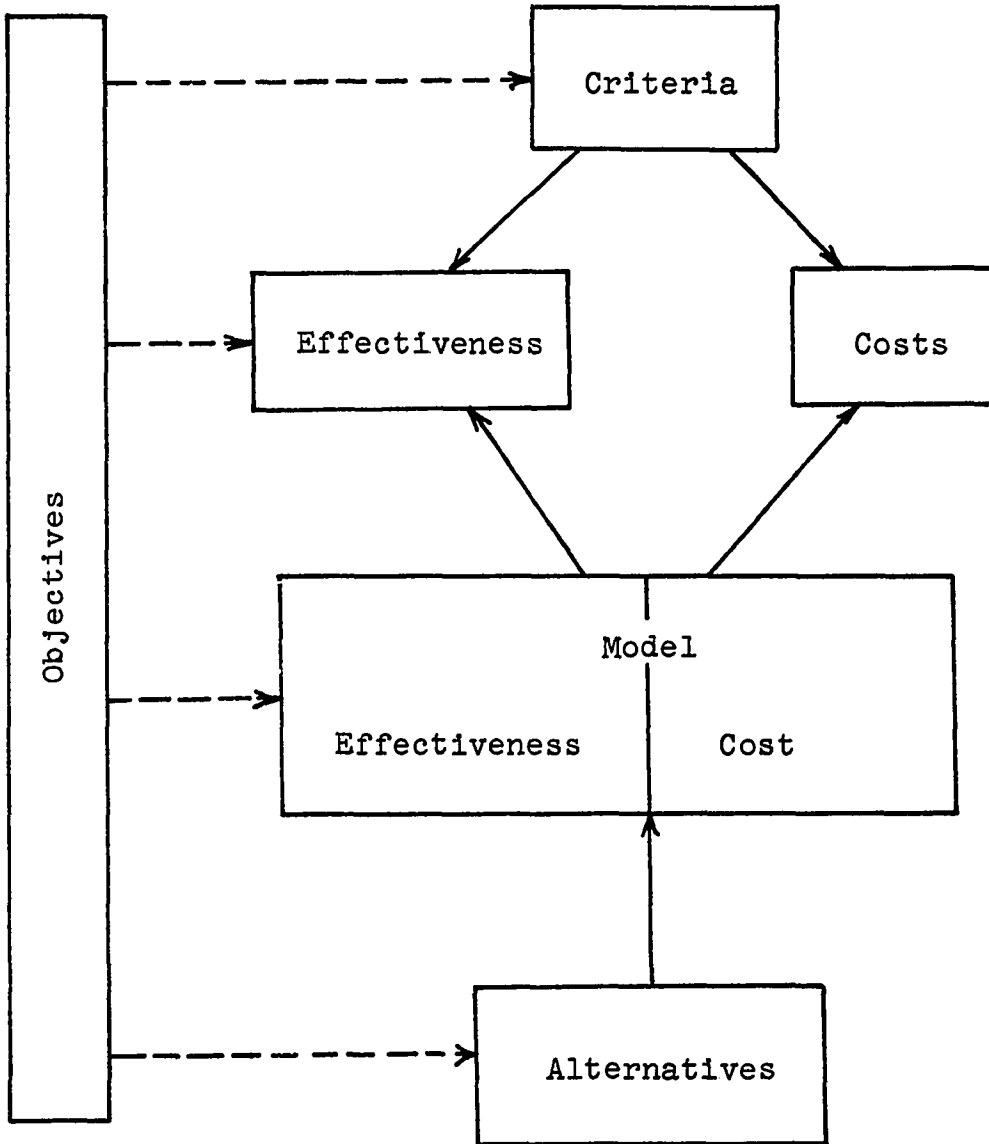 Objectives
Criteria
Effectiveness
Costs
Model
Effectiveness
Cost
Alternatives